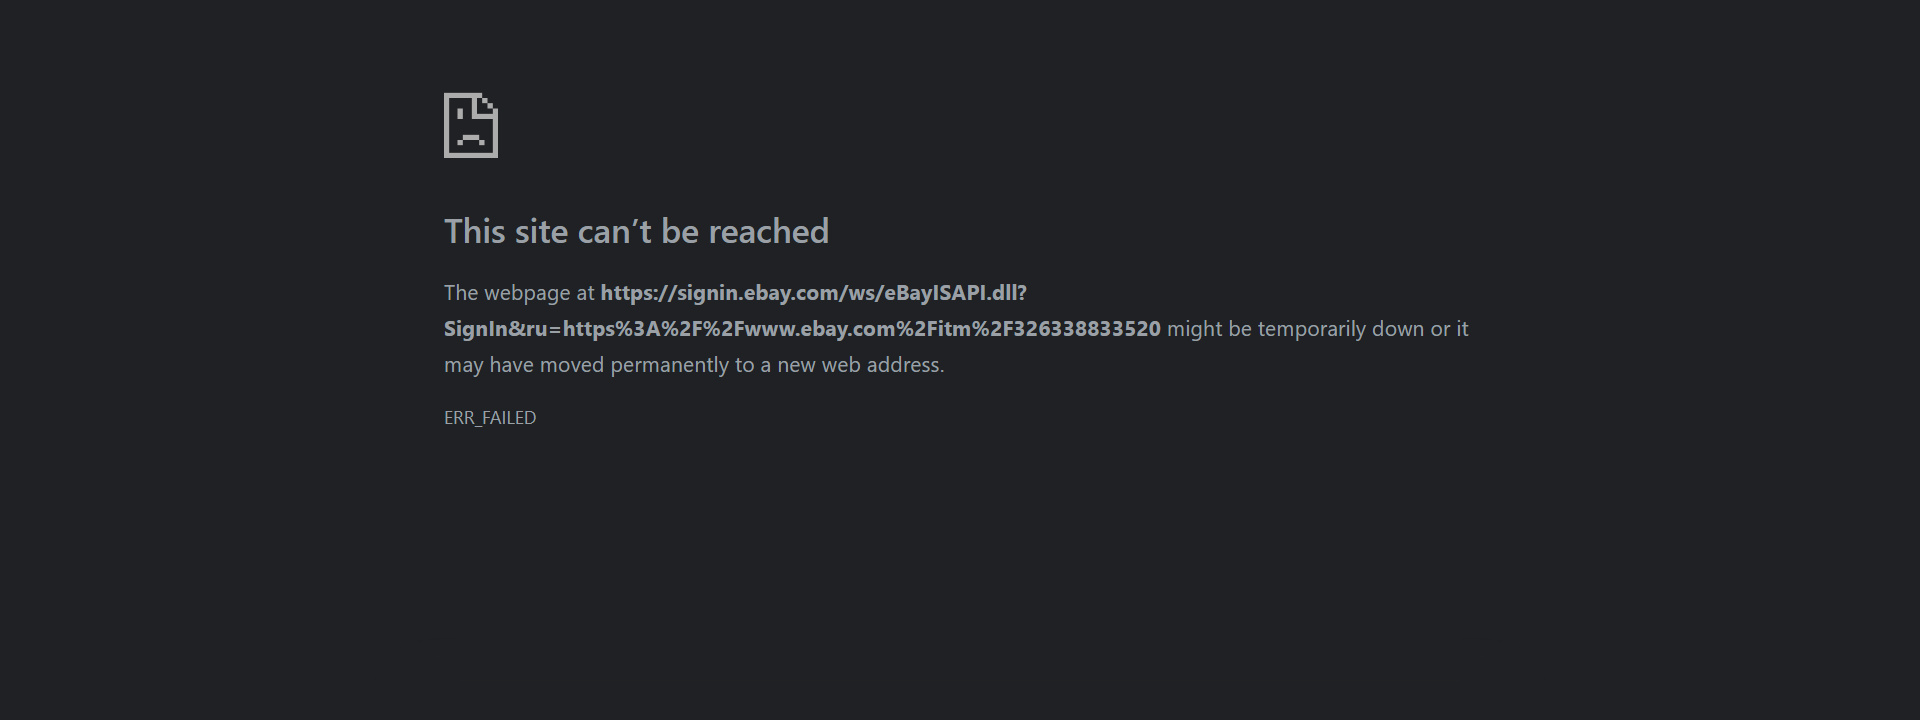 This site can’t be reached
The webpage at https://signin.ebay.com/ws/eBayISAPI.dll?
SignIn&ru=https%3A%2F%2Fwww.ebay.com%2Fitm%2F326338833520 might be temporarily down or it
may have moved permanently to a new web address.
ERR_FAILED